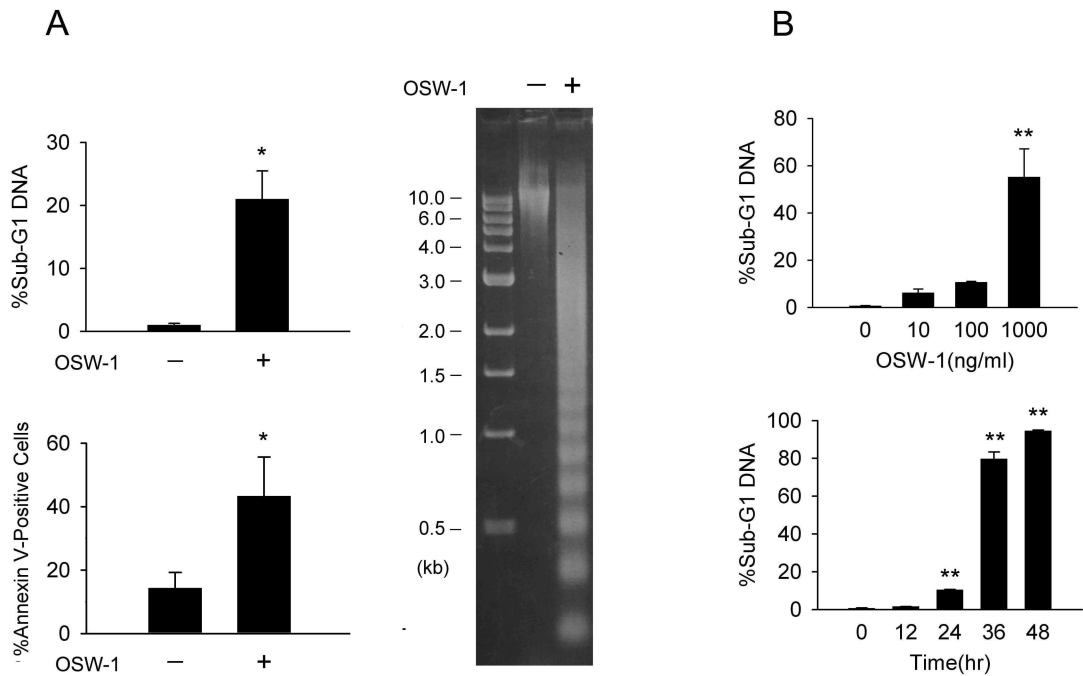 A
%Sub-G1 DNA
30
20
10
0
*
OSW-1 – +
%Annexin V-Positive Cells
60
40
20
0
*
OSW-1 – +
OSW-1 – +
10.0 –
6.0 –
4.0 –
3.0 –
2.0 –
1.5 –
1.0 –
0.5 –
(kb)
B
%Sub-G1 DNA
80
60
40
20
0
**
0 10 100 1000
OSW-1(ng/ml)
%Sub-G1 DNA
100
80
60
40
20
0
** ** **
0 12 24 36 48
Time(hr)